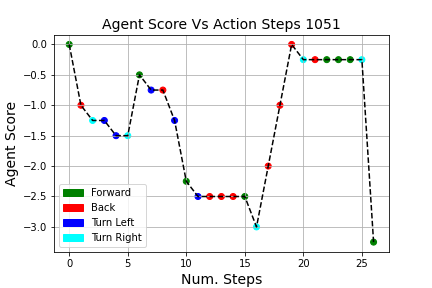 Agent Score Vs Action Steps 1051
Agent Score
0.0
−0.5
−1.0
−1.5
−2.0
−2.5
−3.0
Forward
Back
Turn Left
Turn Right
0 5 10 15 20 25
Num. Steps